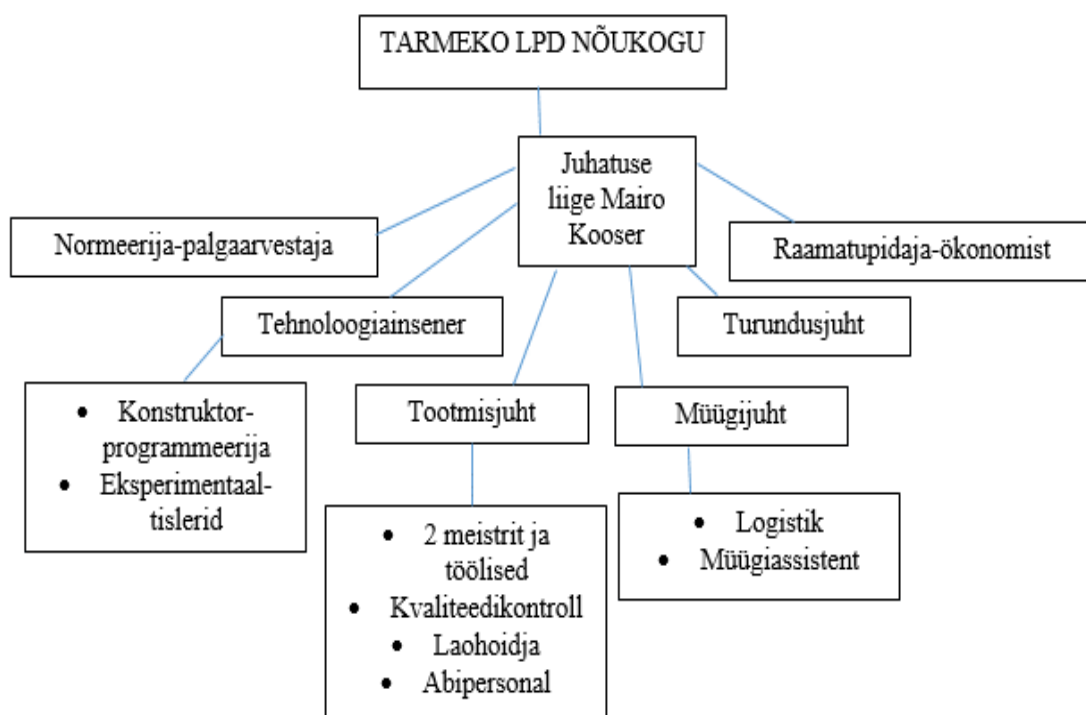 TARMEKO LPD NÕUKOGU
Juhatuse
liige Mairo
Kooser
Normeerija-palgaarvestaja
Raamatupidaja-ökonomist
Tehnoloogiainsener
Turundusjuht
• Konstruktor-
programmeerija
• Eksperimentaal-
tislerid
Tootmisjuht
Müügijuht
• 2 meistrit ja
töölised
• Kvaliteedikontroll
• Laohoidja
• Abipersonal
• Logistik
• Müügiassistent